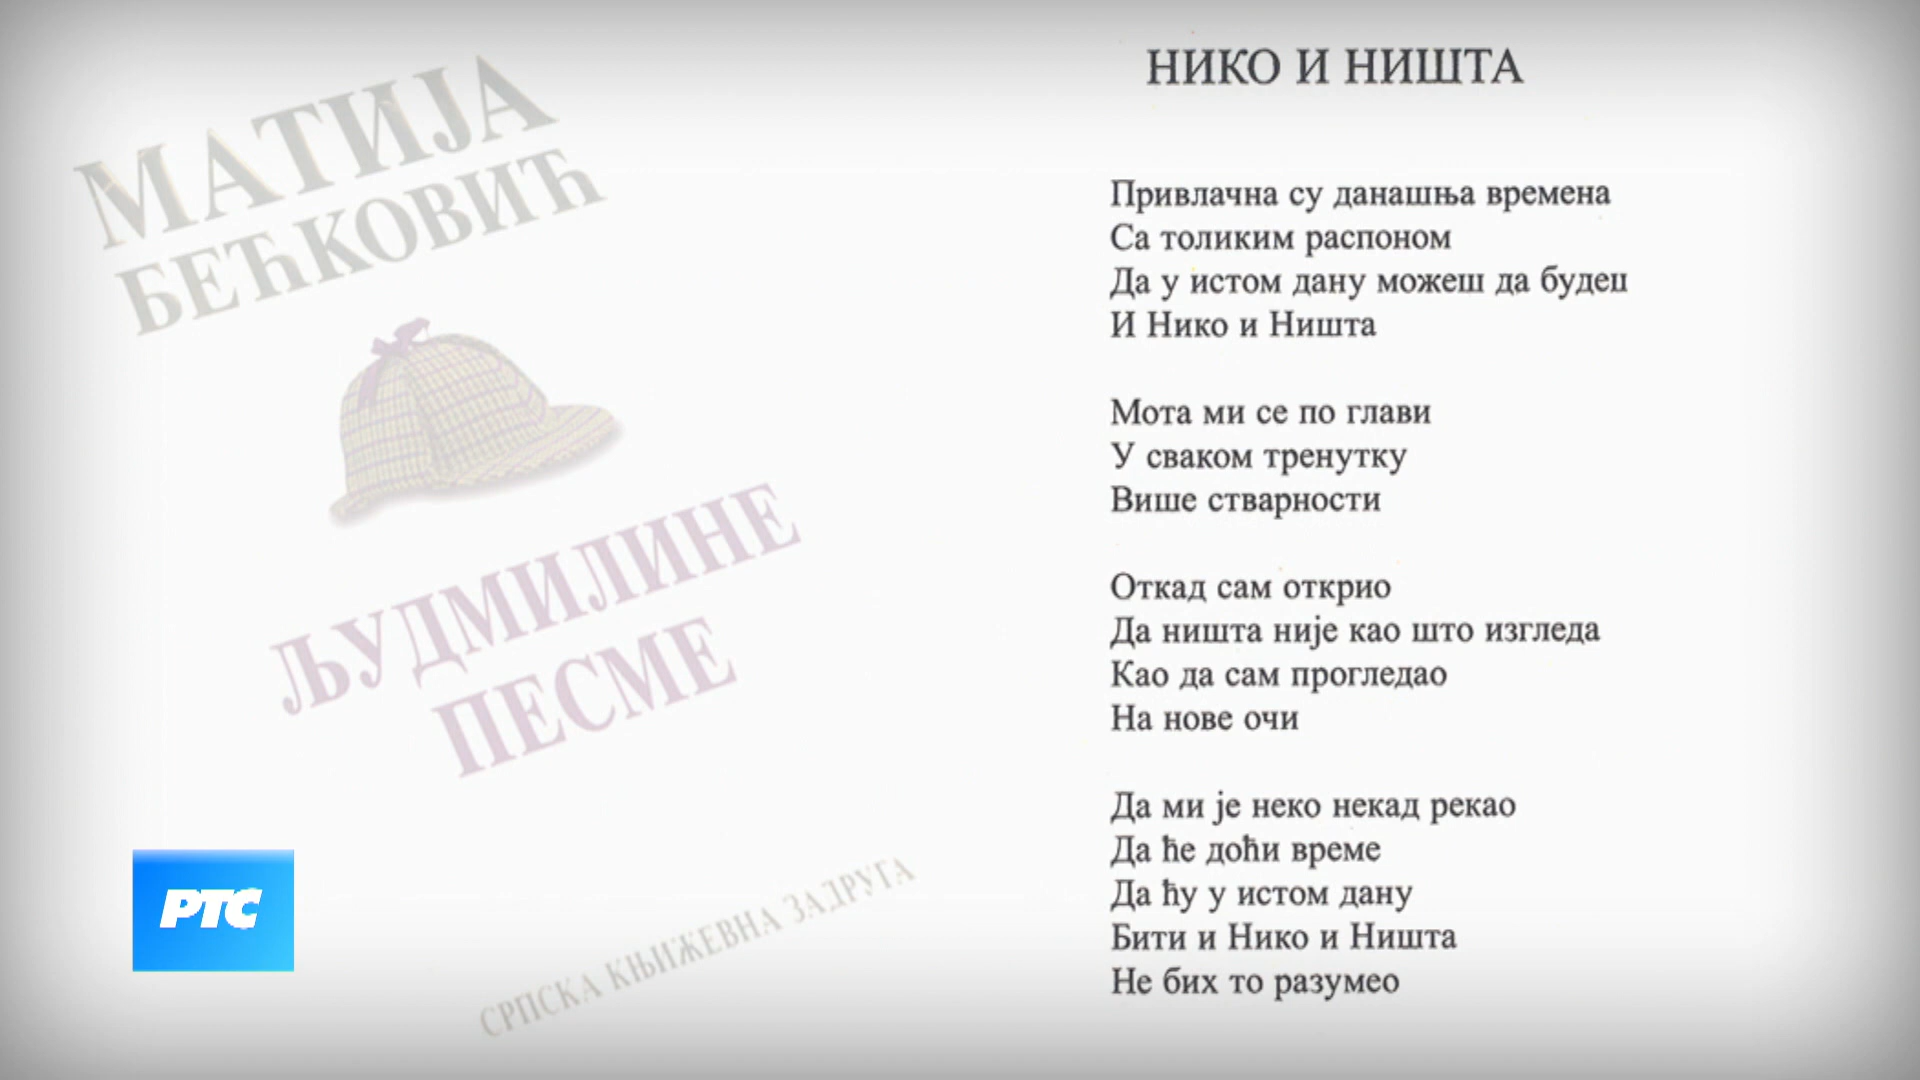 МАТИЈА
БЕЋКОВИЋ
ЉУДМИЛИНЕ
ПЕСМЕ
СРПСКА КЊИЖЕВНА ЗАДРУГА
РТС
НИКО И НИШТА
Привлачна су данашња времена
Са толиким распоном
Да у истом дану можеш да будеш
И Нико и Ништа
Мота ми се по глави
У сваком тренутку
Више стварности
Откад сам открио
Да ништа није као што изгледа
Као да сам прогледао
На нове очи
Да ми је неко некад рекао
Да ће доћи време
Да ћу у истом дану
Бити и Нико и Ништа
Не бих то разумео